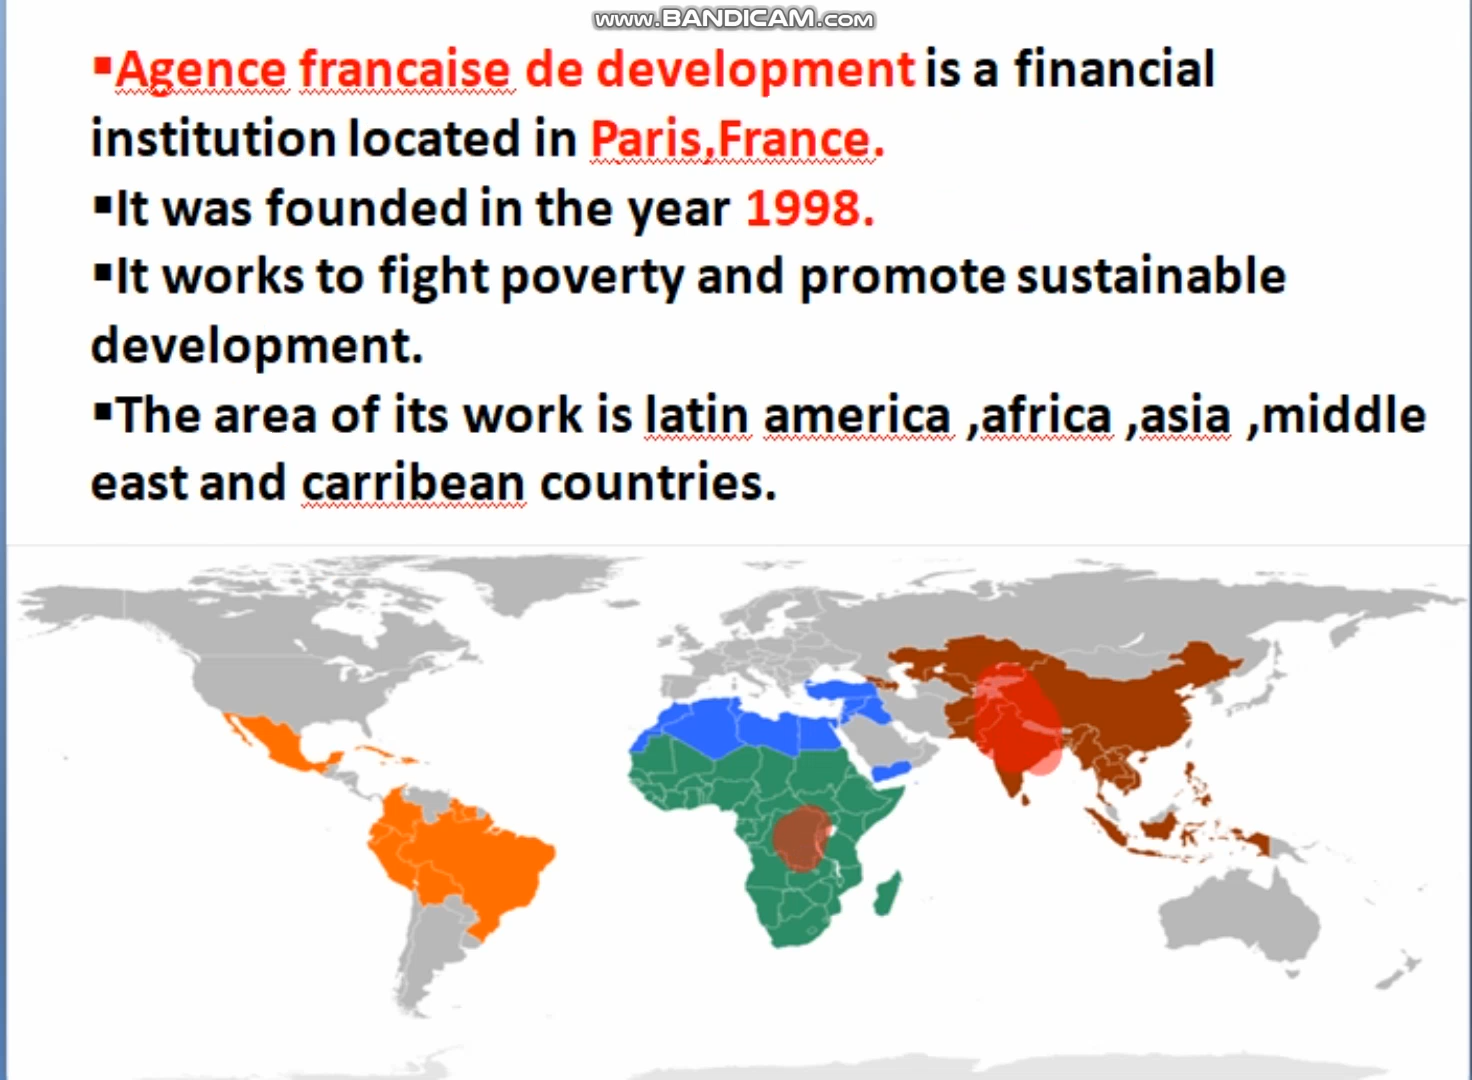 www.BANDICAM.com
▪Agence francaise de development is a financial
institution located in Paris,France.
▪It was founded in the year 1998.
▪It works to fight poverty and promote sustainable
development.
▪The area of its work is latin america ,africa ,asia ,middle
east and carribean countries.